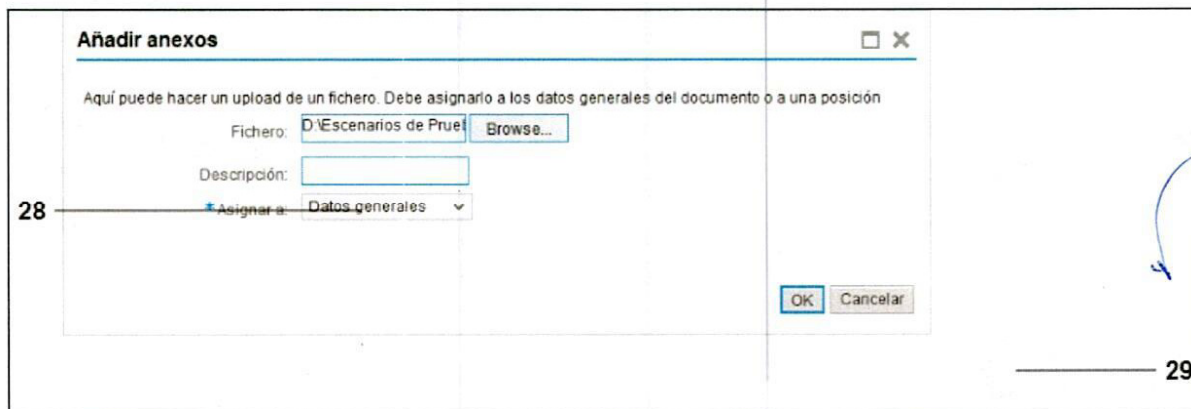 Añadir anexos
Aquí puede hacer un upload de un fichero. Debe asignarlo a los datos generales del documento o a una posición
Fichero: D:\Escenarios de Prue Browse...
Descripción:
28 * Asignar a: Datos generales
OK Cancelar
29